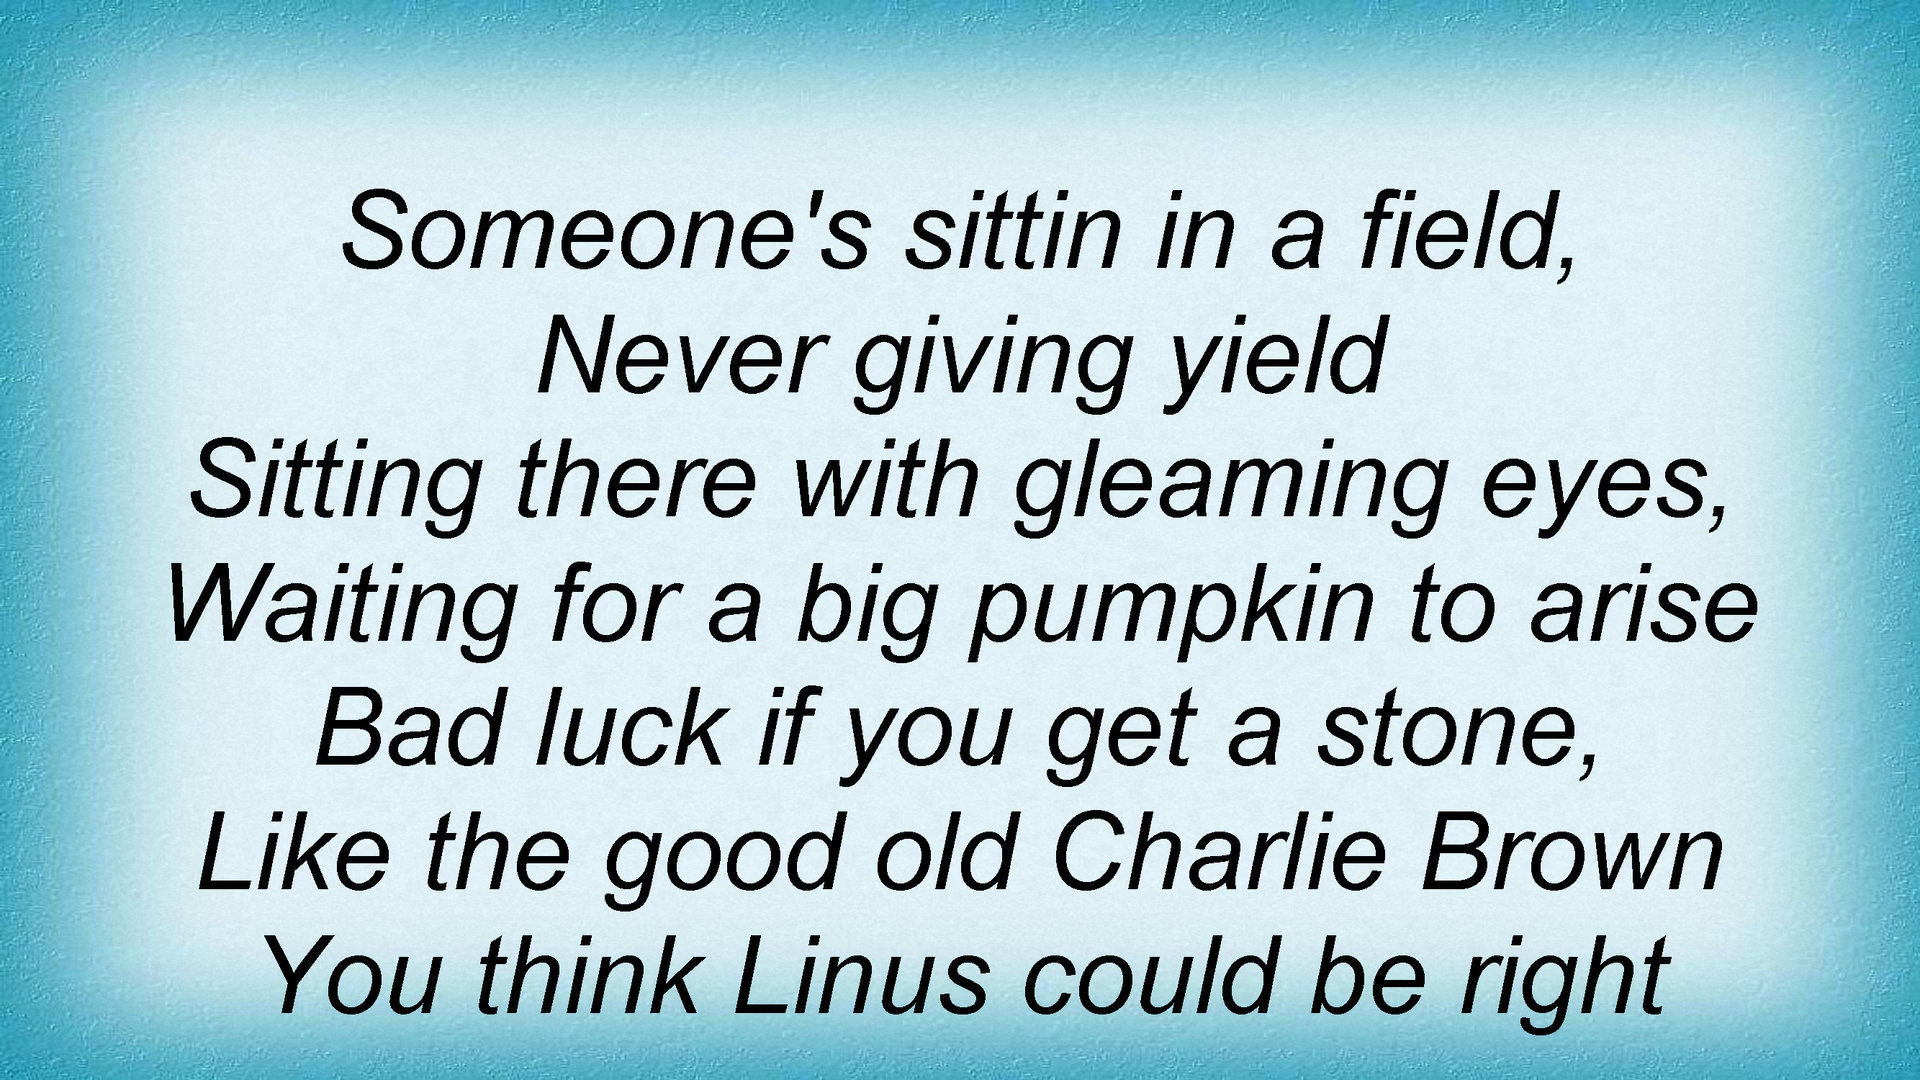 Someone's sittin in a field,
Never giving yield
Sitting there with gleaming eyes,
Waiting for a big pumpkin to arise
Bad luck if you get a stone,
Like the good old Charlie Brown
You think Linus could be right